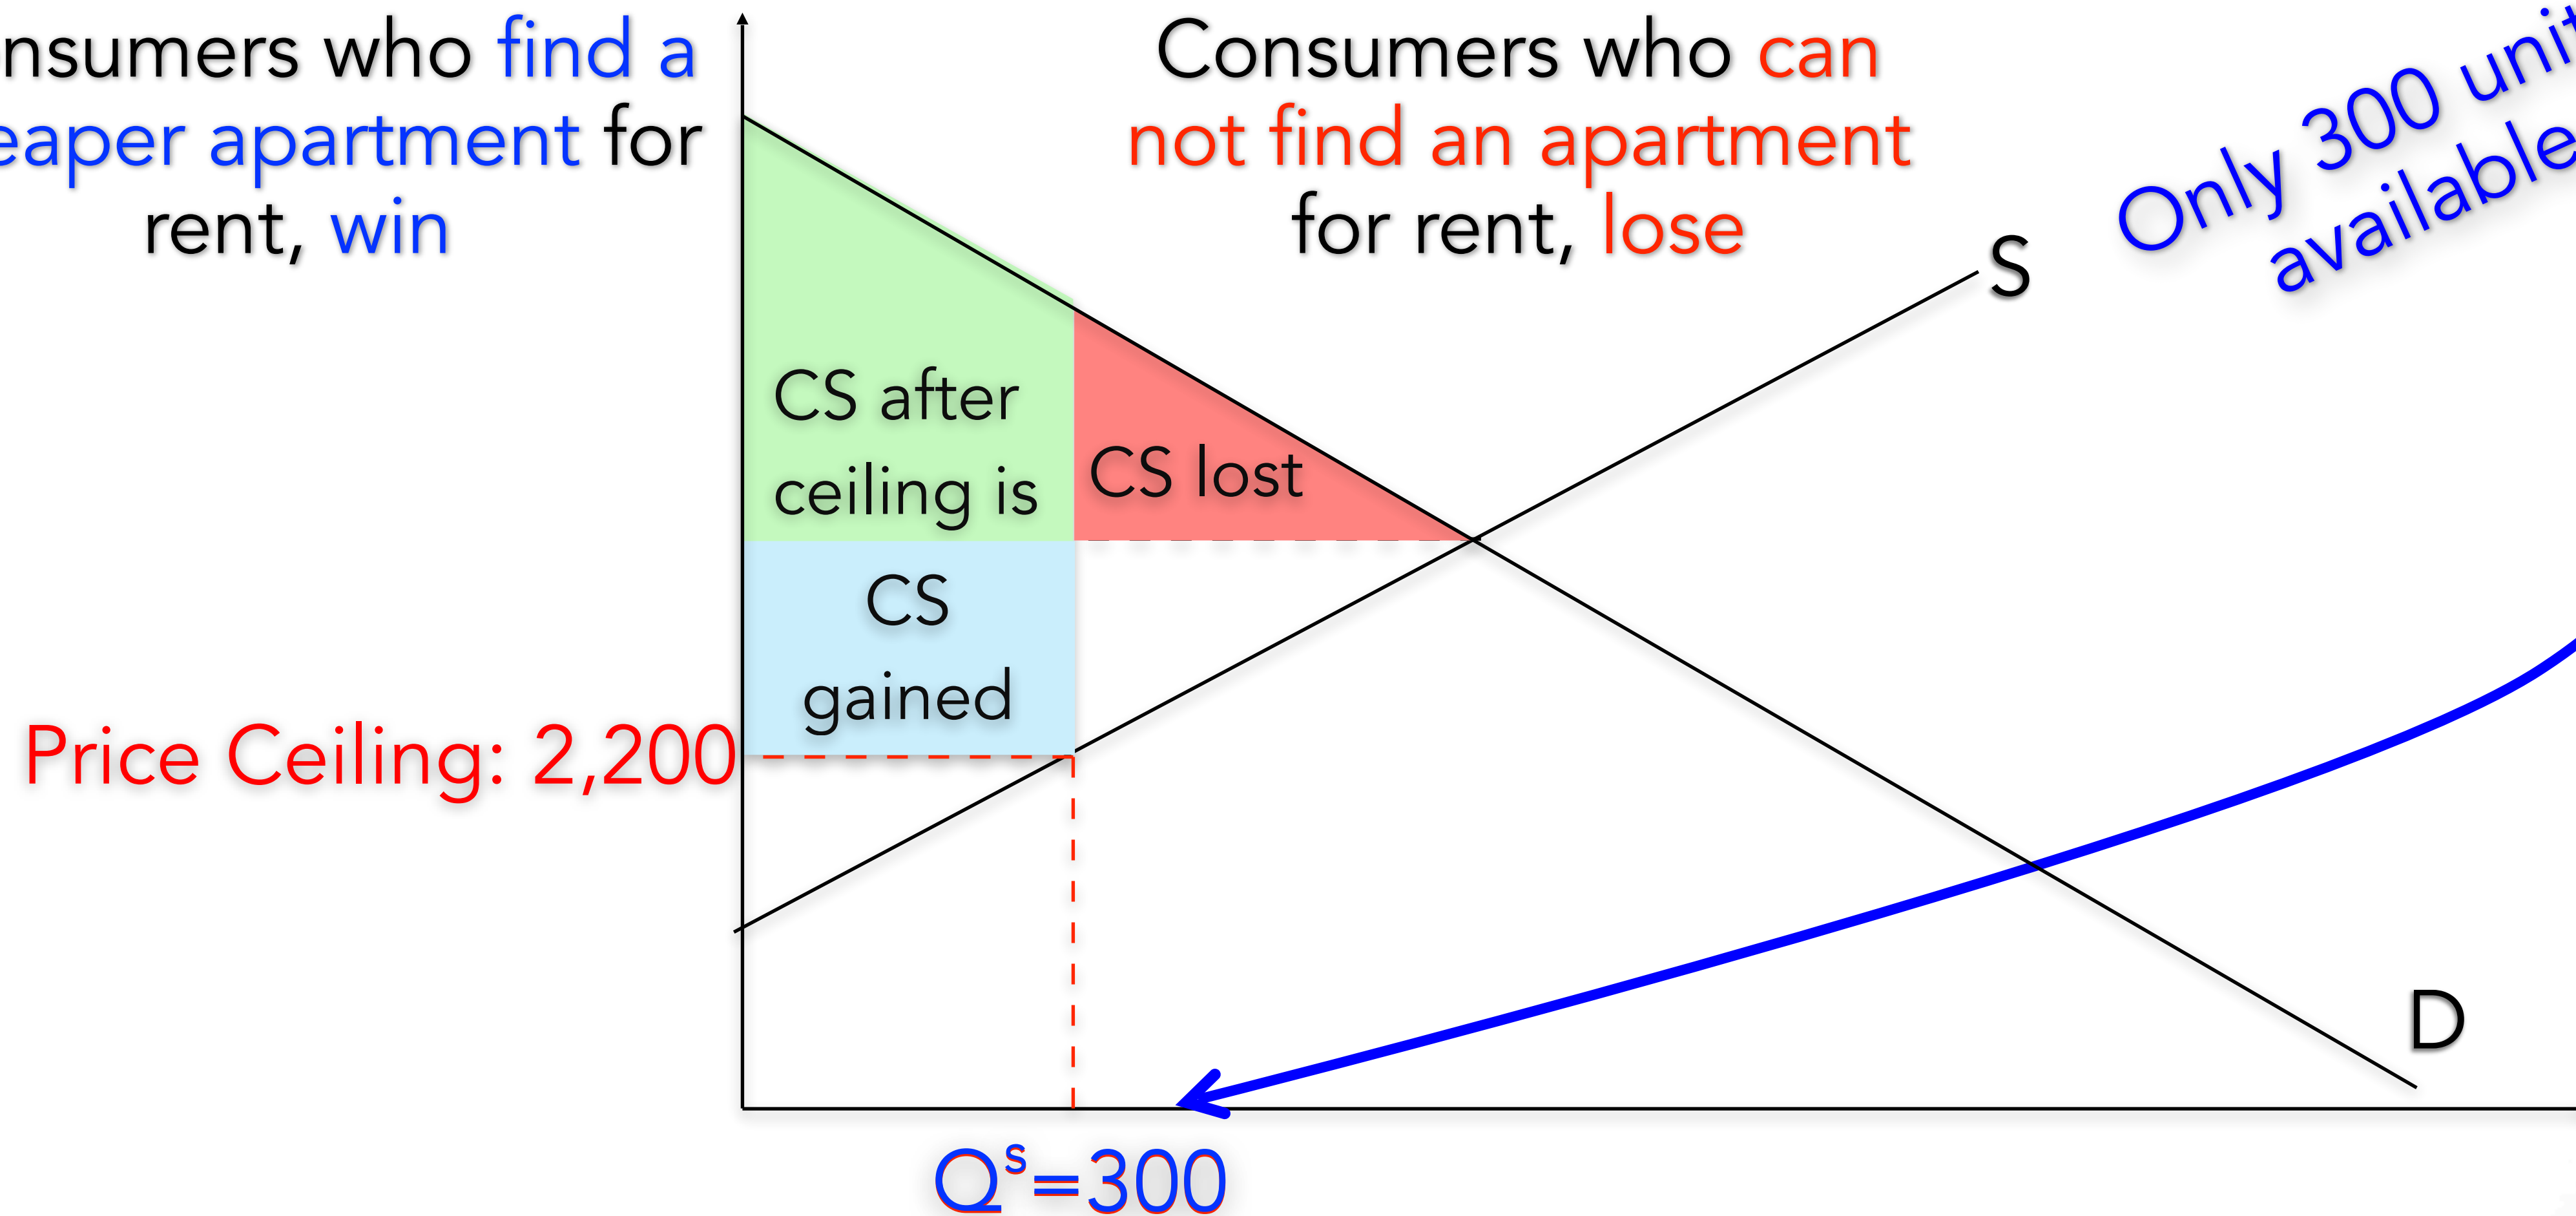 nsumers who find a
eaper apartment for
rent, win
Consumers who can
not find an apartment
for rent, lose
Only 300 unit
available
S
CS after
ceiling is
CS lost
CS
gained
Price Ceiling: 2,200
D
Qˢ=300